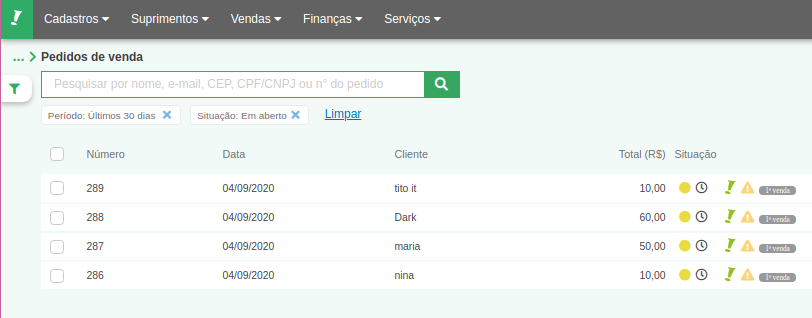 Cadastros Suprimentos Vendas Finanças Serviços
... Pedidos de venda
Pesquisar por nome, e-mail, CEP, CPF/CNPJ ou n° do pedido
Período: Últimos 30 dias Situação: Em aberto Limpar
Número Data Cliente Total (R$) Situação
289 04/09/2020 tito it 10,00 1ª venda
288 04/09/2020 Dark 60,00 1ª venda
287 04/09/2020 maria 50,00 1ª venda
286 04/09/2020 nina 10,00 1ª venda